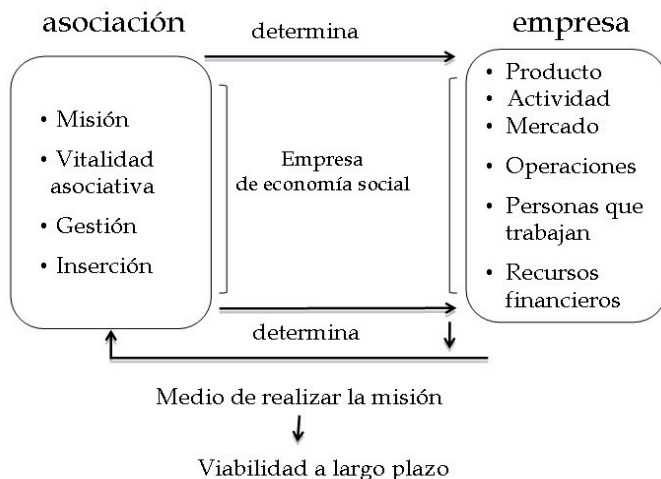 asociación
determina
empresa
• Misión
• Vitalidad
asociativa
• Gestión
• Inserción
Empresa
de economía social
• Producto
• Actividad
• Mercado
• Operaciones
• Personas que
trabajan
• Recursos
financieros
determina
Medio de realizar la misión
Viabilidad a largo plazo